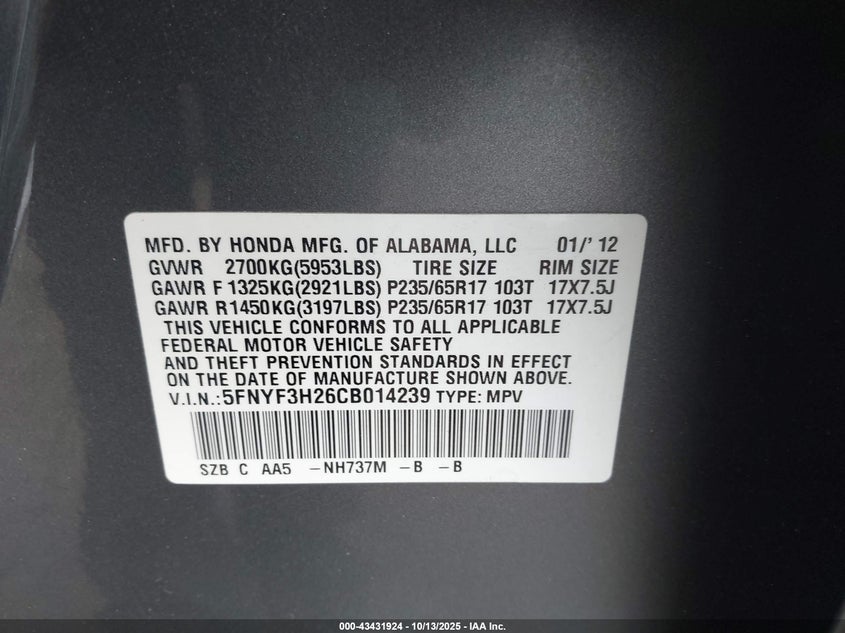 MFD. BY HONDA MFG. OF ALABAMA, LLC 01/'12
GVWR 2700KG(5953LBS) TIRE SIZE RIM SIZE
GAWR F 1325KG(2921LBS) P235/65R17 103T 17X7.5J
GAWR R1450KG(3197LBS) P235/65R17 103T 17X7.5J
THIS VEHICLE CONFORMS TO ALL APPLICABLE
FEDERAL MOTOR VEHICLE SAFETY
AND THEFT PREVENTION STANDARDS IN EFFECT
ON THE DATE OF MANUFACTURE SHOWN ABOVE.
V.I.N.:5FNYF3H26CB014239 TYPE: MPV
SZB C AA5 -NH737M -B -B
000-43431924 - 10/13/2025 - IAA Inc.